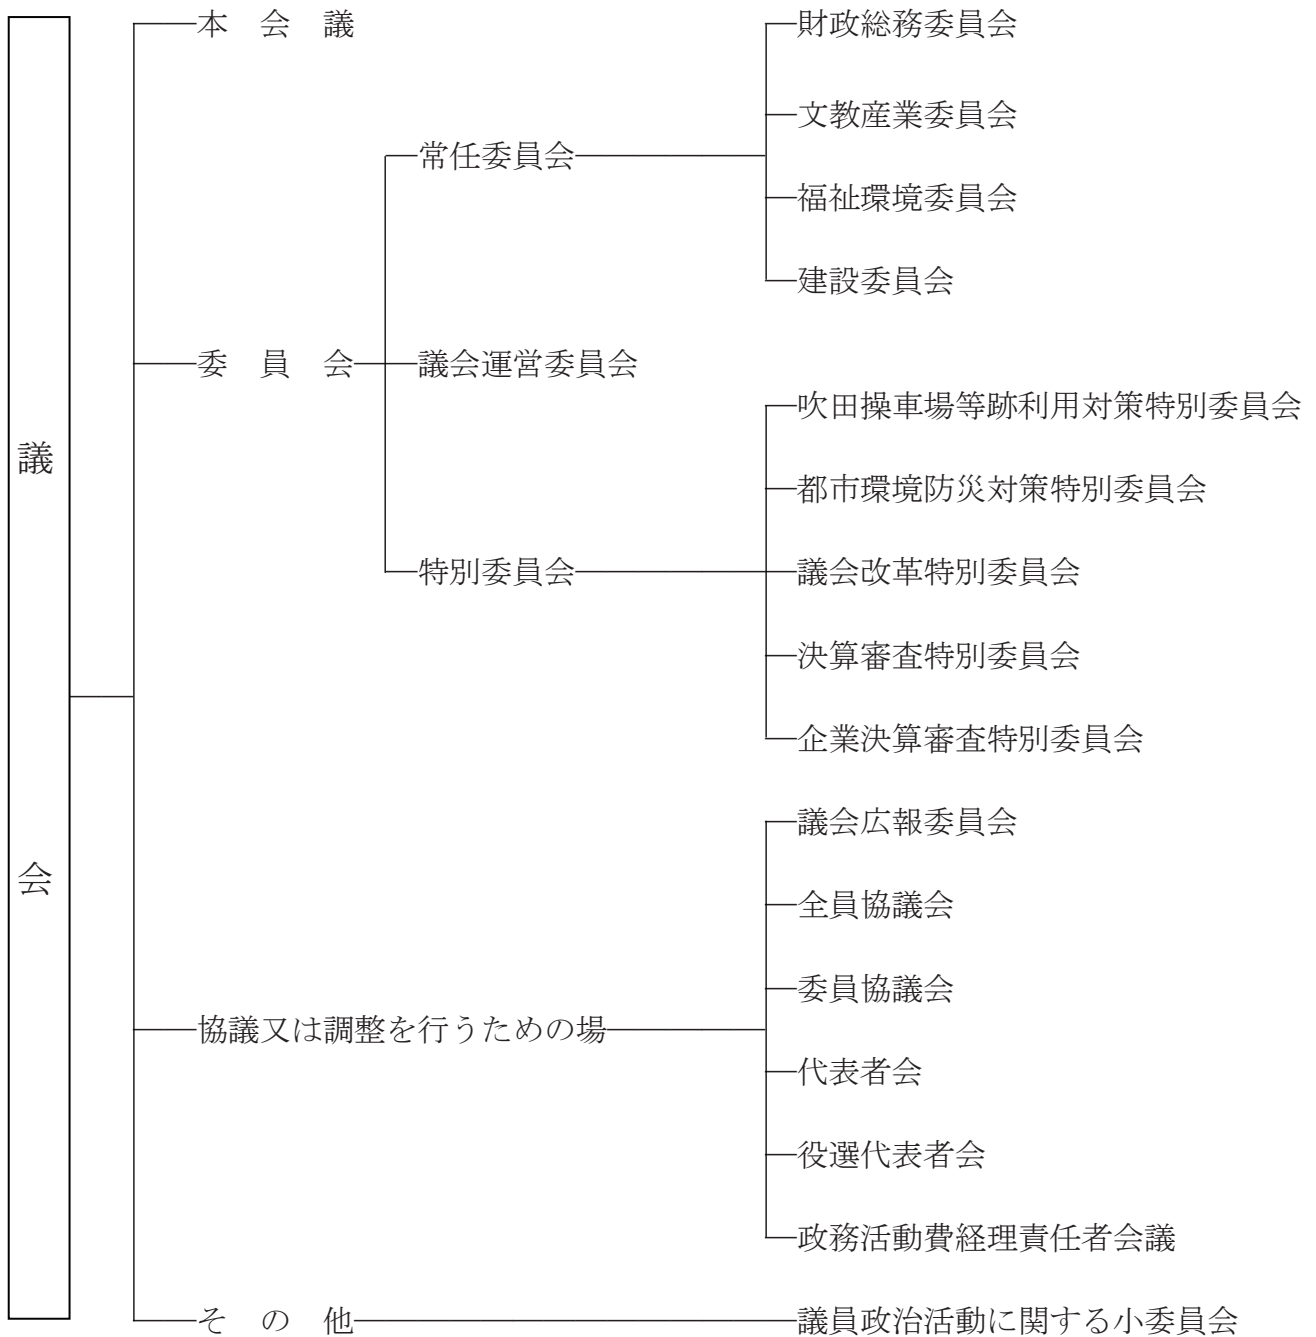 議会
本　会　議
委　員　会
常任委員会
財政総務委員会
文教産業委員会
福祉環境委員会
建設委員会
議会運営委員会
特別委員会
吹田操車場等跡利用対策特別委員会
都市環境防災対策特別委員会
議会改革特別委員会
決算審査特別委員会
企業決算審査特別委員会
協議又は調整を行うための場
議会広報委員会
全員協議会
委員協議会
代表者会
役選代表者会
政務活動費経理責任者会議
そ　の　他
議員政治活動に関する小委員会